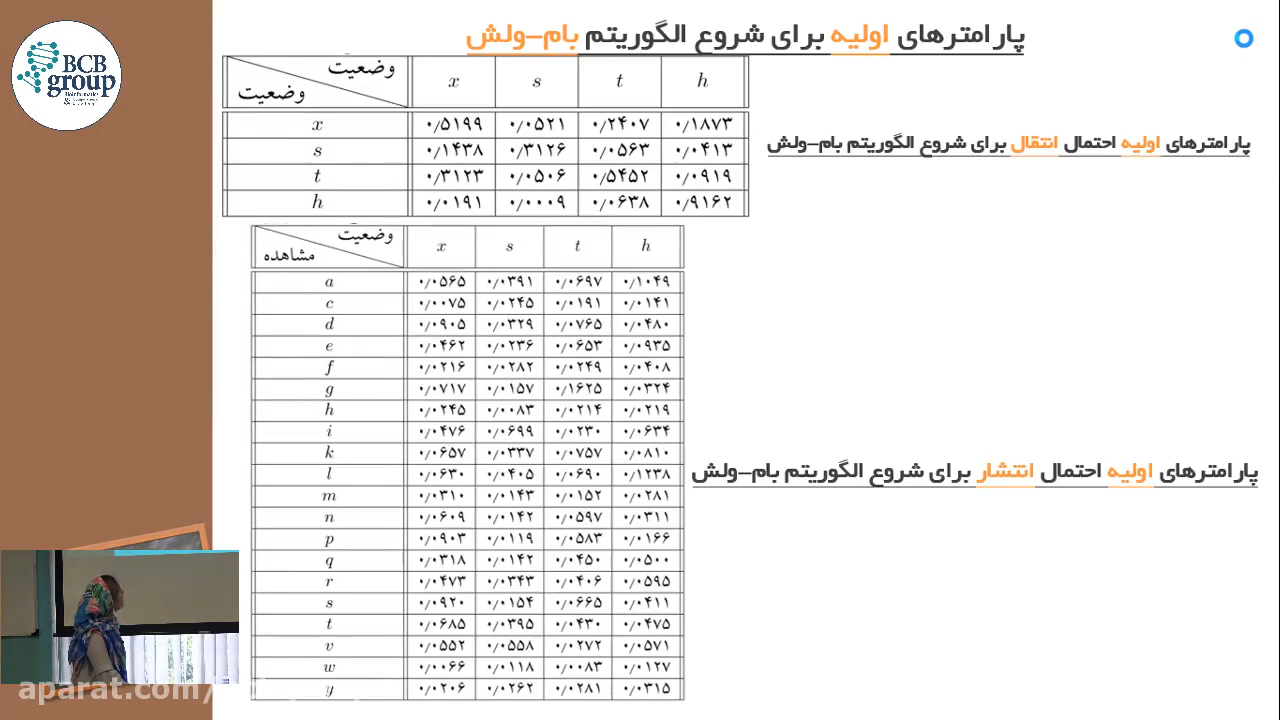 پارامترهای اولیه برای شروع الگوریتم بام-ولش
BCB
group
وضعیت x s t h
وضعیت
x ۰/۵۱۹۹ ۰/۰۵۲۱ ۰/۲۴۰۷ ۰/۱۸۷۳
s ۰/۱۴۳۸ ۰/۳۱۲۶ ۰/۰۵۶۳ ۰/۰۴۱۳
t ۰/۳۱۲۳ ۰/۰۵۰۶ ۰/۵۴۵۲ ۰/۰۹۱۹
h ۰/۰۱۹۱ ۰/۰۰۰۹ ۰/۰۶۳۸ ۰/۹۱۶۲
پارامترهای اولیه احتمال انتقال برای شروع الگوریتم بام-ولش
وضعیت x s t h
مشاهده
a ۰/۰۵۶۵ ۰/۰۳۹۱ ۰/۰۶۹۷ ۰/۱۰۴۹
c ۰/۰۰۷۵ ۰/۰۲۴۵ ۰/۰۱۹۱ ۰/۰۱۴۱
d ۰/۰۹۰۵ ۰/۰۳۲۹ ۰/۰۷۶۵ ۰/۰۴۸۰
e ۰/۰۴۶۲ ۰/۰۲۳۶ ۰/۰۶۵۳ ۰/۰۹۳۵
f ۰/۰۲۱۶ ۰/۰۲۸۲ ۰/۰۲۴۹ ۰/۰۴۰۸
g ۰/۰۷۱۷ ۰/۰۱۵۷ ۰/۱۶۲۵ ۰/۰۳۲۴
h ۰/۰۲۴۵ ۰/۰۰۸۳ ۰/۰۲۱۴ ۰/۰۲۱۹
i ۰/۰۴۷۶ ۰/۰۶۹۹ ۰/۰۲۳۰ ۰/۰۶۳۴
k ۰/۰۶۵۷ ۰/۰۳۳۷ ۰/۰۷۵۷ ۰/۰۸۱۰
l ۰/۰۶۳۰ ۰/۰۴۰۵ ۰/۰۶۹۰ ۰/۱۲۳۸
m ۰/۰۳۱۰ ۰/۰۱۴۳ ۰/۰۱۵۲ ۰/۰۲۸۱
n ۰/۰۶۰۹ ۰/۰۱۴۲ ۰/۰۵۹۷ ۰/۰۳۱۱
p ۰/۰۹۰۳ ۰/۰۱۱۹ ۰/۰۵۸۳ ۰/۰۱۶۶
q ۰/۰۳۱۸ ۰/۰۱۴۲ ۰/۰۴۵۰ ۰/۰۵۰۰
r ۰/۰۴۷۳ ۰/۰۳۴۳ ۰/۰۴۰۶ ۰/۰۵۹۵
s ۰/۰۹۲۰ ۰/۰۱۵۴ ۰/۰۶۶۵ ۰/۰۴۱۱
t ۰/۰۶۸۵ ۰/۰۳۹۵ ۰/۰۴۳۰ ۰/۰۴۷۵
v ۰/۰۵۵۲ ۰/۰۵۵۸ ۰/۰۲۷۲ ۰/۰۵۷۱
w ۰/۰۰۶۶ ۰/۰۱۱۸ ۰/۰۰۸۳ ۰/۰۱۲۷
y ۰/۰۲۰۶ ۰/۰۲۶۲ ۰/۰۲۸۱ ۰/۰۳۱۵
پارامترهای اولیه احتمال انتشار برای شروع الگوریتم بام-ولش
aparat.com/